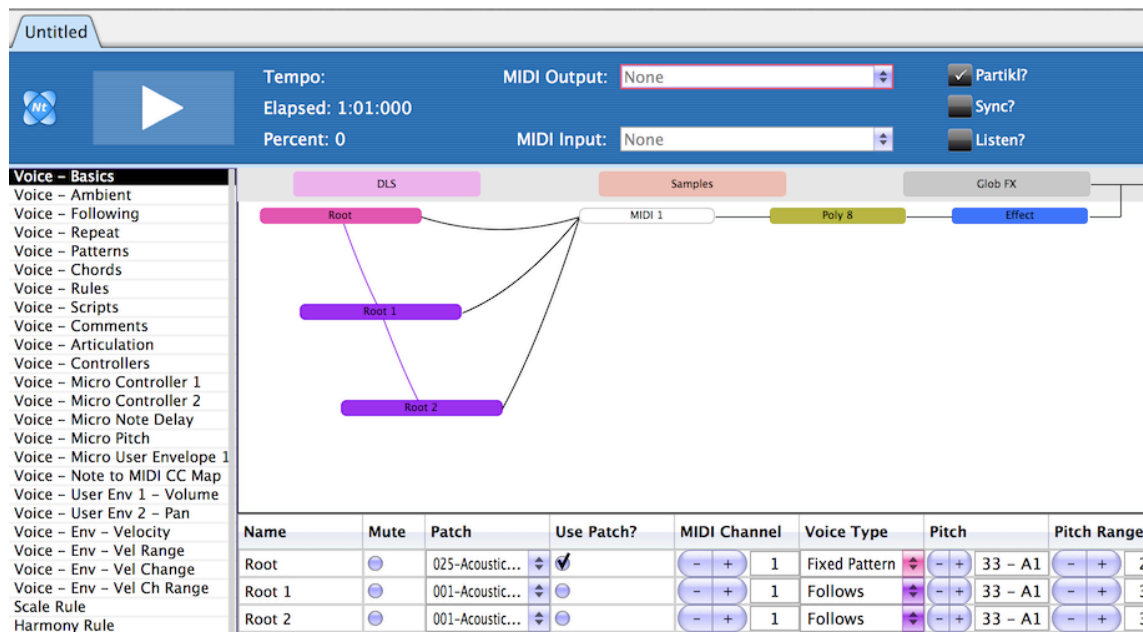 Untitled
Nt
Tempo:
MIDI Output: None
Partikl?
Elapsed: 1:01:000
Sync?
Percent: 0
MIDI Input: None
Listen?
Voice – Basics
Voice – Ambient
Voice – Following
Voice – Repeat
Voice – Patterns
Voice – Chords
Voice – Rules
Voice – Scripts
Voice – Comments
Voice – Articulation
Voice – Controllers
Voice – Micro Controller 1
Voice – Micro Controller 2
Voice – Micro Note Delay
Voice – Micro Pitch
Voice – Micro User Envelope 1
Voice – Note to MIDI CC Map
Voice – User Env 1 – Volume
Voice – User Env 2 – Pan
Voice – Env – Velocity
Voice – Env – Vel Range
Voice – Env – Vel Change
Voice – Env – Vel Ch Range
Scale Rule
Harmony Rule
DLS Samples Glob FX
Root MIDI 1 Poly 8 Effect
Root 1
Root 2
Name Mute Patch Use Patch? MIDI Channel Voice Type Pitch Pitch Range
Root 025–Acoustic... - + 1 Fixed Pattern - + 33 – A1 - +
Root 1 001–Acoustic... - + 1 Follows - + 33 – A1 - +
Root 2 001–Acoustic... - + 1 Follows - + 33 – A1 - +